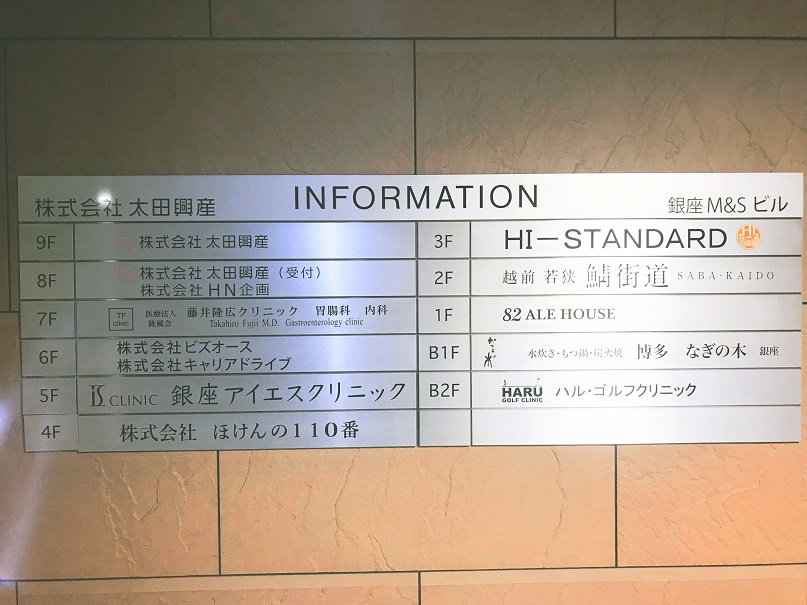 INFORMATION
株式会社 太田興産
銀座 M&S ビル
9F 株式会社 太田興産
8F 株式会社 太田興産（受付）
株式会社 HN企画
7F TF clinic 医療法人 隆風会 藤井隆広クリニック 胃腸科 内科
Takahiro Fujii M.D. Gastroenterology clinic
6F 株式会社ビズオース
株式会社キャリアドライブ
5F IS CLINIC 銀座 アイエスクリニック
4F 株式会社 ほけんの110番
3F HI-STANDARD
2F 越前 若狭 鯖街道 SABA-KAIDO
1F 82 ALE HOUSE
B1F なぎの木 水炊き・もつ鍋・炭火焼 博多 なぎの木 銀座
B2F HARU GOLF CLINIC ハル・ゴルフクリニック